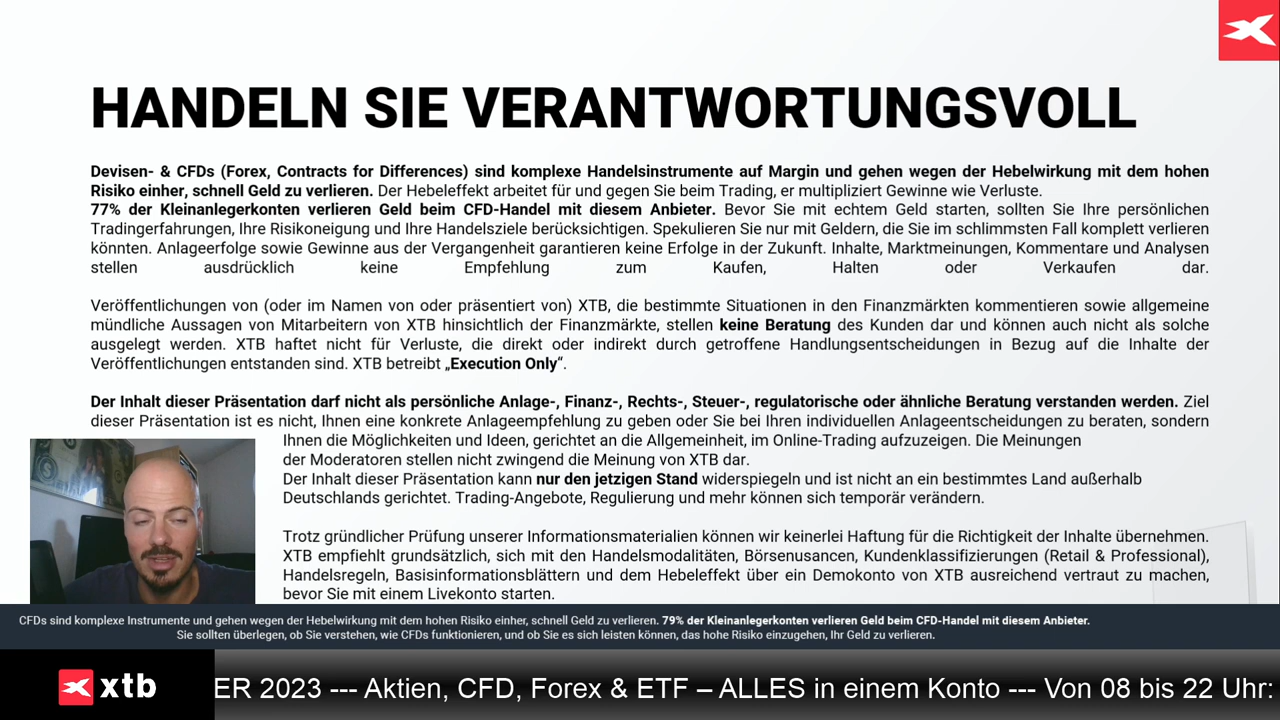 HANDELN SIE VERANTWORTUNGSVOLL
Devisen- & CFDs (Forex, Contracts for Differences) sind komplexe Handelsinstrumente auf Margin und gehen wegen der Hebelwirkung mit dem hohen
Risiko einher, schnell Geld zu verlieren. Der Hebeleffekt arbeitet für und gegen Sie beim Trading, er multipliziert Gewinne wie Verluste.
77% der Kleinanlegerkonten verlieren Geld beim CFD-Handel mit diesem Anbieter. Bevor Sie mit echtem Geld starten, sollten Sie Ihre persönlichen
Tradingerfahrungen, Ihre Risikoneigung und Ihre Handelsziele berücksichtigen. Spekulieren Sie nur mit Geldern, die Sie im schlimmsten Fall komplett verlieren
könnten. Anlageerfolge sowie Gewinne aus der Vergangenheit garantieren keine Erfolge in der Zukunft. Inhalte, Marktmeinungen, Kommentare und Analysen
stellen ausdrücklich keine Empfehlung zum Kaufen, Halten oder Verkaufen dar.
Veröffentlichungen von (oder im Namen von oder präsentiert von) XTB, die bestimmte Situationen in den Finanzmärkten kommentieren sowie allgemeine
mündliche Aussagen von Mitarbeitern von XTB hinsichtlich der Finanzmärkte, stellen keine Beratung des Kunden dar und können auch nicht als solche
ausgelegt werden. XTB haftet nicht für Verluste, die direkt oder indirekt durch getroffene Handlungsentscheidungen in Bezug auf die Inhalte der
Veröffentlichungen entstanden sind. XTB betreibt „Execution Only“.
Der Inhalt dieser Präsentation darf nicht als persönliche Anlage-, Finanz-, Rechts-, Steuer-, regulatorische oder ähnliche Beratung verstanden werden. Ziel
dieser Präsentation ist es nicht, Ihnen eine konkrete Anlageempfehlung zu geben oder Sie bei Ihren individuellen Anlageentscheidungen zu beraten, sondern
Ihnen die Möglichkeiten und Ideen, gerichtet an die Allgemeinheit, im Online-Trading aufzuzeigen. Die Meinungen
der Moderatoren stellen nicht zwingend die Meinung von XTB dar.
Der Inhalt dieser Präsentation kann nur den jetzigen Stand widerspiegeln und ist nicht an ein bestimmtes Land außerhalb
Deutschlands gerichtet. Trading-Angebote, Regulierung und mehr können sich temporär verändern.
Trotz gründlicher Prüfung unserer Informationsmaterialien können wir keinerlei Haftung für die Richtigkeit der Inhalte übernehmen.
XTB empfiehlt grundsätzlich, sich mit den Handelsmodalitäten, Börsenusancen, Kundenklassifizierungen (Retail & Professional),
Handelsregeln, Basisinformationsblättern und dem Hebeleffekt über ein Demokonto von XTB ausreichend vertraut zu machen,
bevor Sie mit einem Livekonto starten.
CFDs sind komplexe Instrumente und gehen wegen der Hebelwirkung mit dem hohen Risiko einher, schnell Geld zu verlieren. 79% der Kleinanlegerkonten verlieren Geld beim CFD-Handel mit diesem Anbieter.
Sie sollten überlegen, ob Sie verstehen, wie CFDs funktionieren, und ob Sie es sich leisten können, das hohe Risiko einzugehen, Ihr Geld zu verlieren.
xtb
ER 2023 --- Aktien, CFD, Forex & ETF – ALLES in einem Konto --- Von 08 bis 22 Uhr: